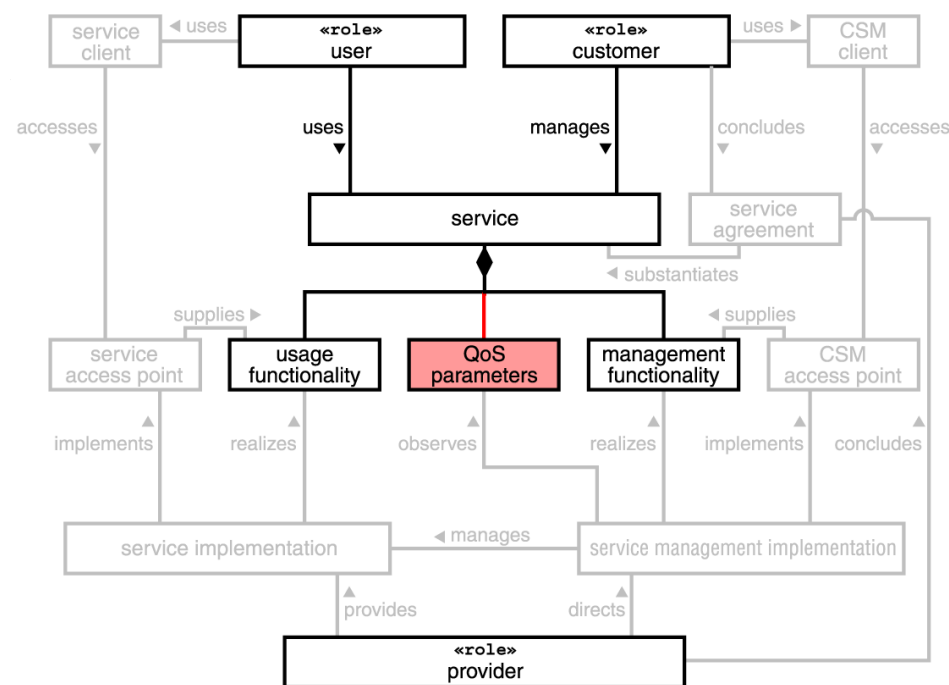 service
client
◀ uses
«role»
user
«role»
customer
uses ▶
CSM
client
accesses
▼
uses
▼
manages
▼
concludes
▼
accesses
▼
service
service
agreement
◀ substantiates
supplies ▶
◀ supplies
service
access point
usage
functionality
QoS
parameters
management
functionality
CSM
access point
▲
implements
▲
realizes
▲
observes
▲
realizes
▲
implements
▲
concludes
service implementation
◀ manages
service management implementation
▲
provides
▲
directs
«role»
provider